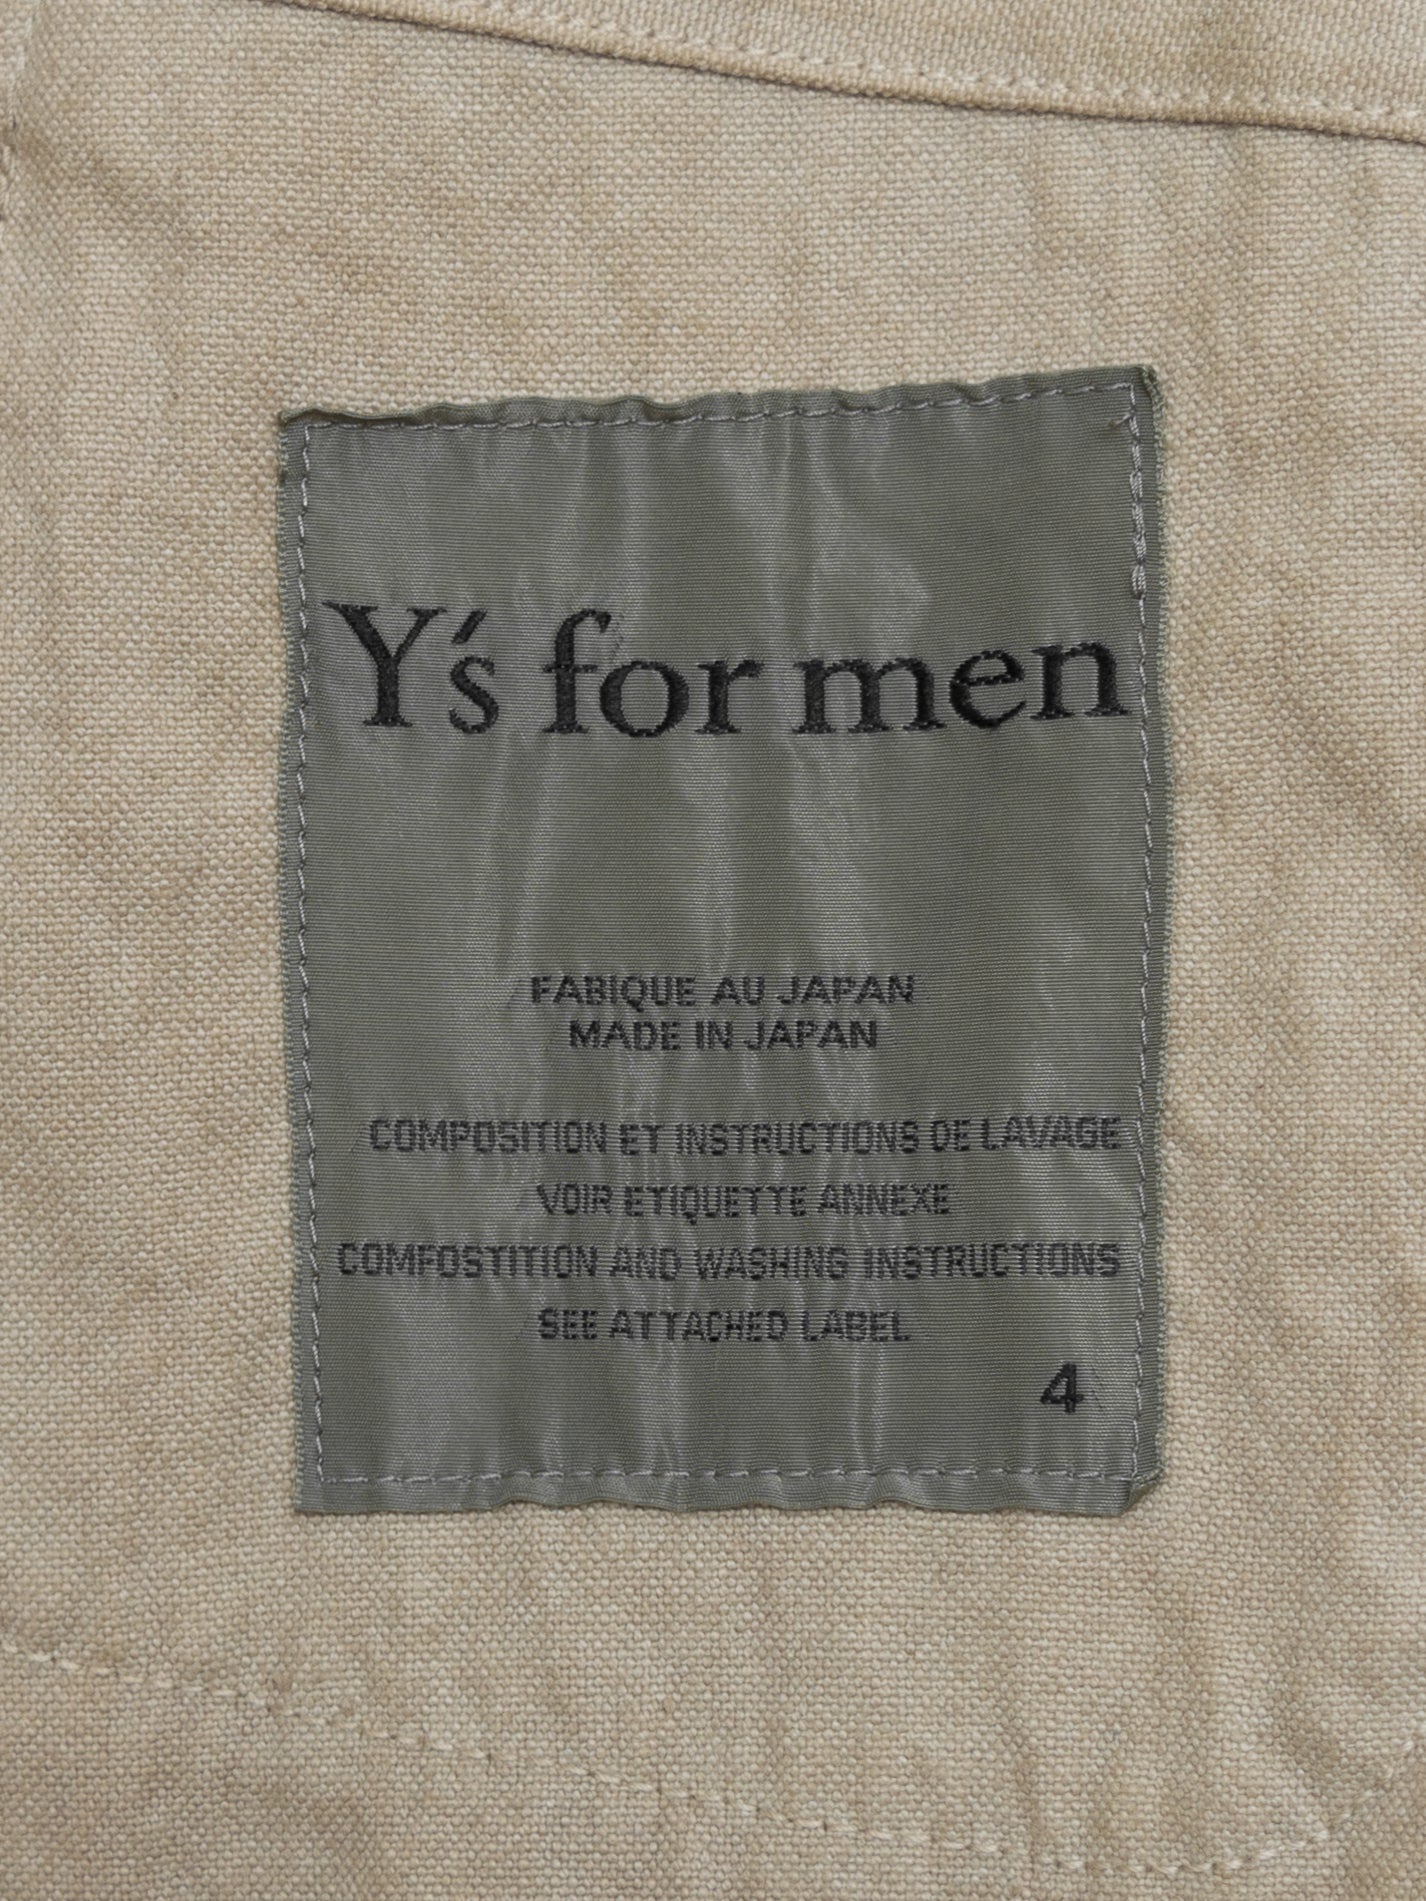 Y's for men
FABIQUE AU JAPAN
MADE IN JAPAN
COMPOSITION ET INSTRUCTIONS DE LAVAGE
VOIR ETIQUETTE ANNEXE
COMPOSTITION AND WASHING INSTRUCTIONS
SEE ATTACHED LABEL
4